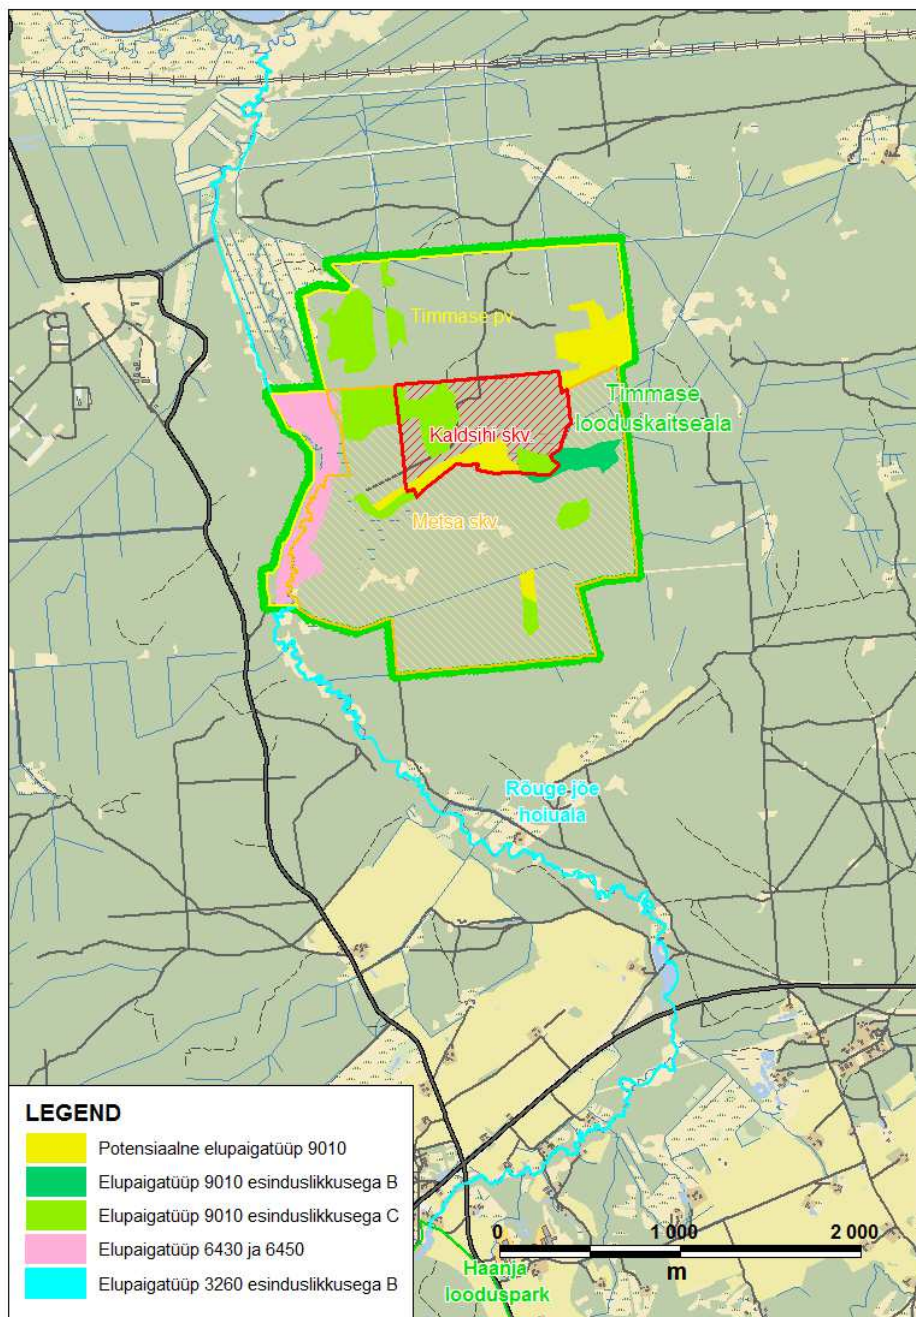 Timmase pv
Timmase
looduskaitseala
Kaldsihi skv.
Metsa skv.
Rõuge jõe
hoiuala
LEGEND
Potensiaalne elupaigatüüp 9010
Elupaigatüüp 9010 esinduslikkusega B
Elupaigatüüp 9010 esinduslikkusega C
Elupaigatüüp 6430 ja 6450
Elupaigatüüp 3260 esinduslikkusega B
0 1 000 2 000
m
Haanja
looduspark